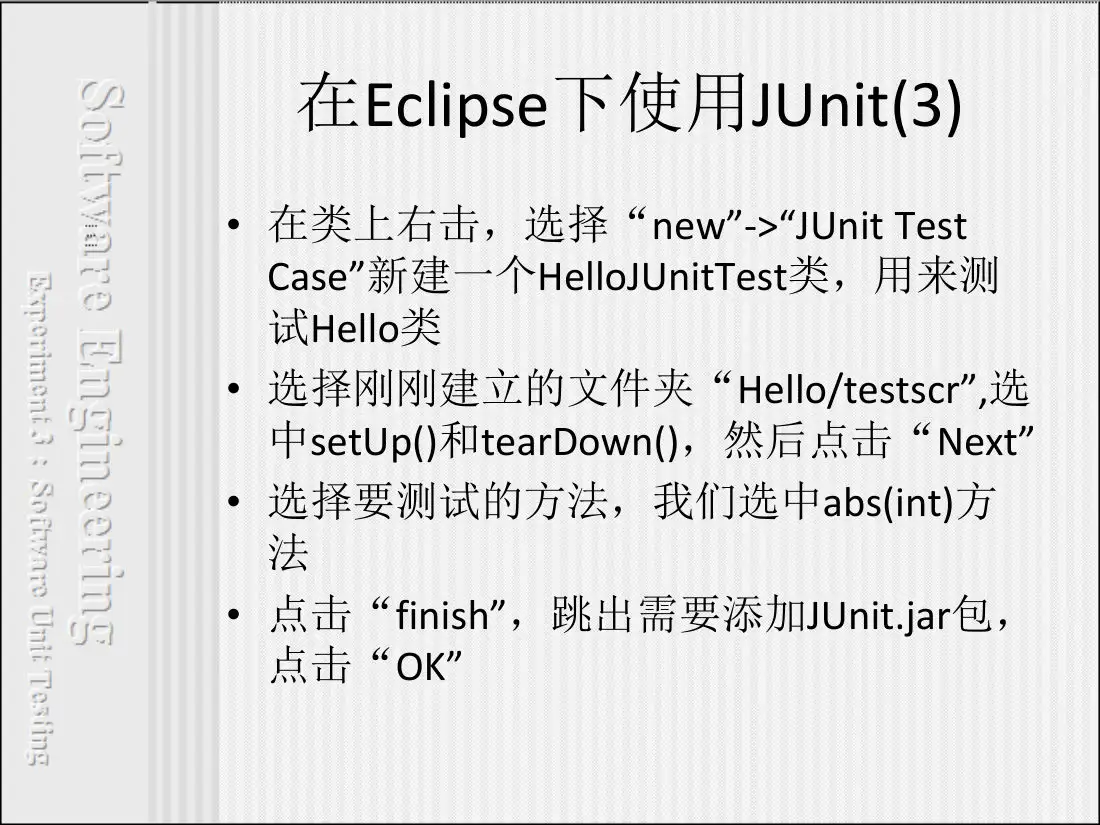 在Eclipse下使用JUnit(3)
• 在类上右击，选择“new”->“JUnit Test
Case”新建一个HelloJUnitTest类，用来测
试Hello类
• 选择刚刚建立的文件夹“Hello/testscr”,选
中setUp()和tearDown()，然后点击“Next”
• 选择要测试的方法，我们选中abs(int)方
法
• 点击“finish”，跳出需要添加JUnit.jar包，
点击“OK”
Software Engineering
Experiment 3 : Software Unit Testing